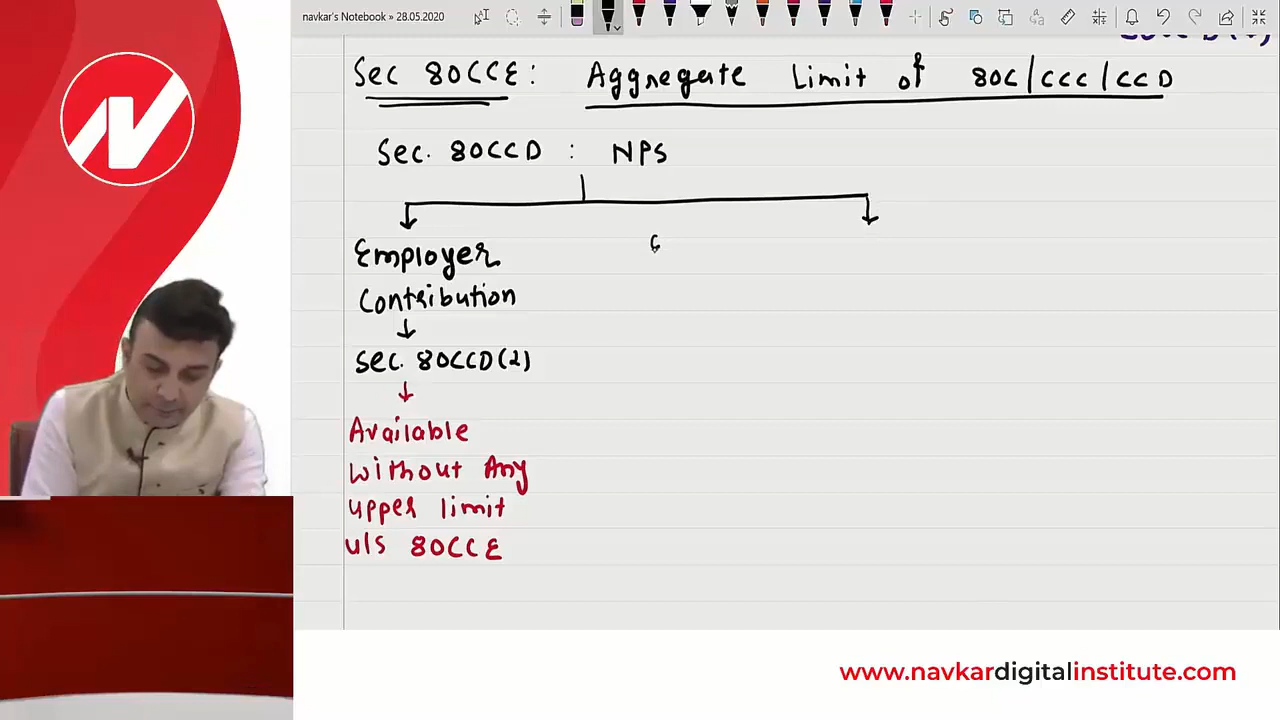 navkar's Notebook » 28.05.2020
Sec 80CCE: Aggregate Limit of 80C/CCC/CCD
Sec. 80CCD : NPS
Employer
Contribution
Sec. 80CCD(2)
Available
Without Any
upper limit
u/s 80CCE
www.navkardigitalinstitute.com